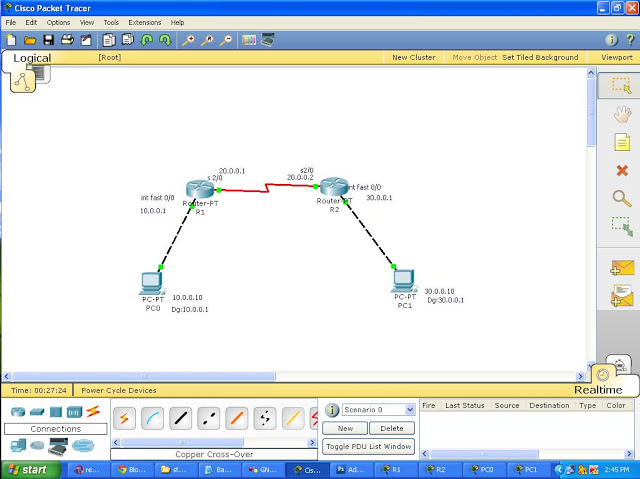 Cisco Packet Tracer
File Edit Options View Tools Extensions Help
Logical [Root] New Cluster Move Object Set Tiled Background Viewport
20.0.0.1
s 2/0
s2/0
20.0.0.2
int fast 0/0
10.0.0.1
Router-PT
R1
Router-PT
R2
int fast 0/0
30.0.0.1
PC-PT
PC0
10.0.0.10
Dg:10.0.0.1
PC-PT
PC1
30.0.0.10
Dg:30.0.0.1
Time: 00:27:24 Power Cycle Devices Realtime
Connections
Copper Cross-Over
Scenario 0
New Delete
Toggle PDU List Window
Fire Last Status Source Destination Type Color
start re... Blo... st... Ba... GN... Cis... Ad... R1 R2 PC0 PC1 2:45 PM